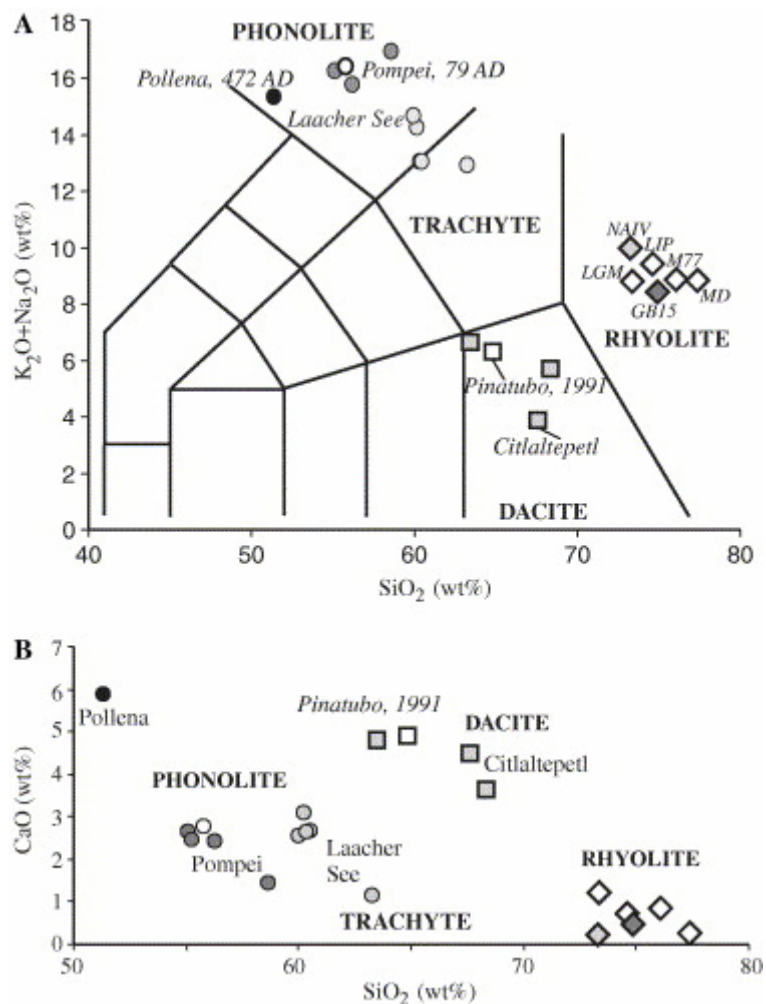 A
PHONOLITE
Pollena, 472 AD
Pompei, 79 AD
Laacher See
TRACHYTE
NAIV
LIP
M77
LGM
MD
GB15
RHYOLITE
Pinatubo, 1991
Citlaltepetl
DACITE
K2O+Na2O (wt%)
18
16
14
12
10
8
6
4
2
0
40 50 60 70 80
SiO2 (wt%)
B
Pollena
Pinatubo, 1991
DACITE
Citlaltepetl
PHONOLITE
Pompei
Laacher
See
TRACHYTE
RHYOLITE
CaO (wt%)
7
6
5
4
3
2
1
0
50 60 70 80
SiO2 (wt%)